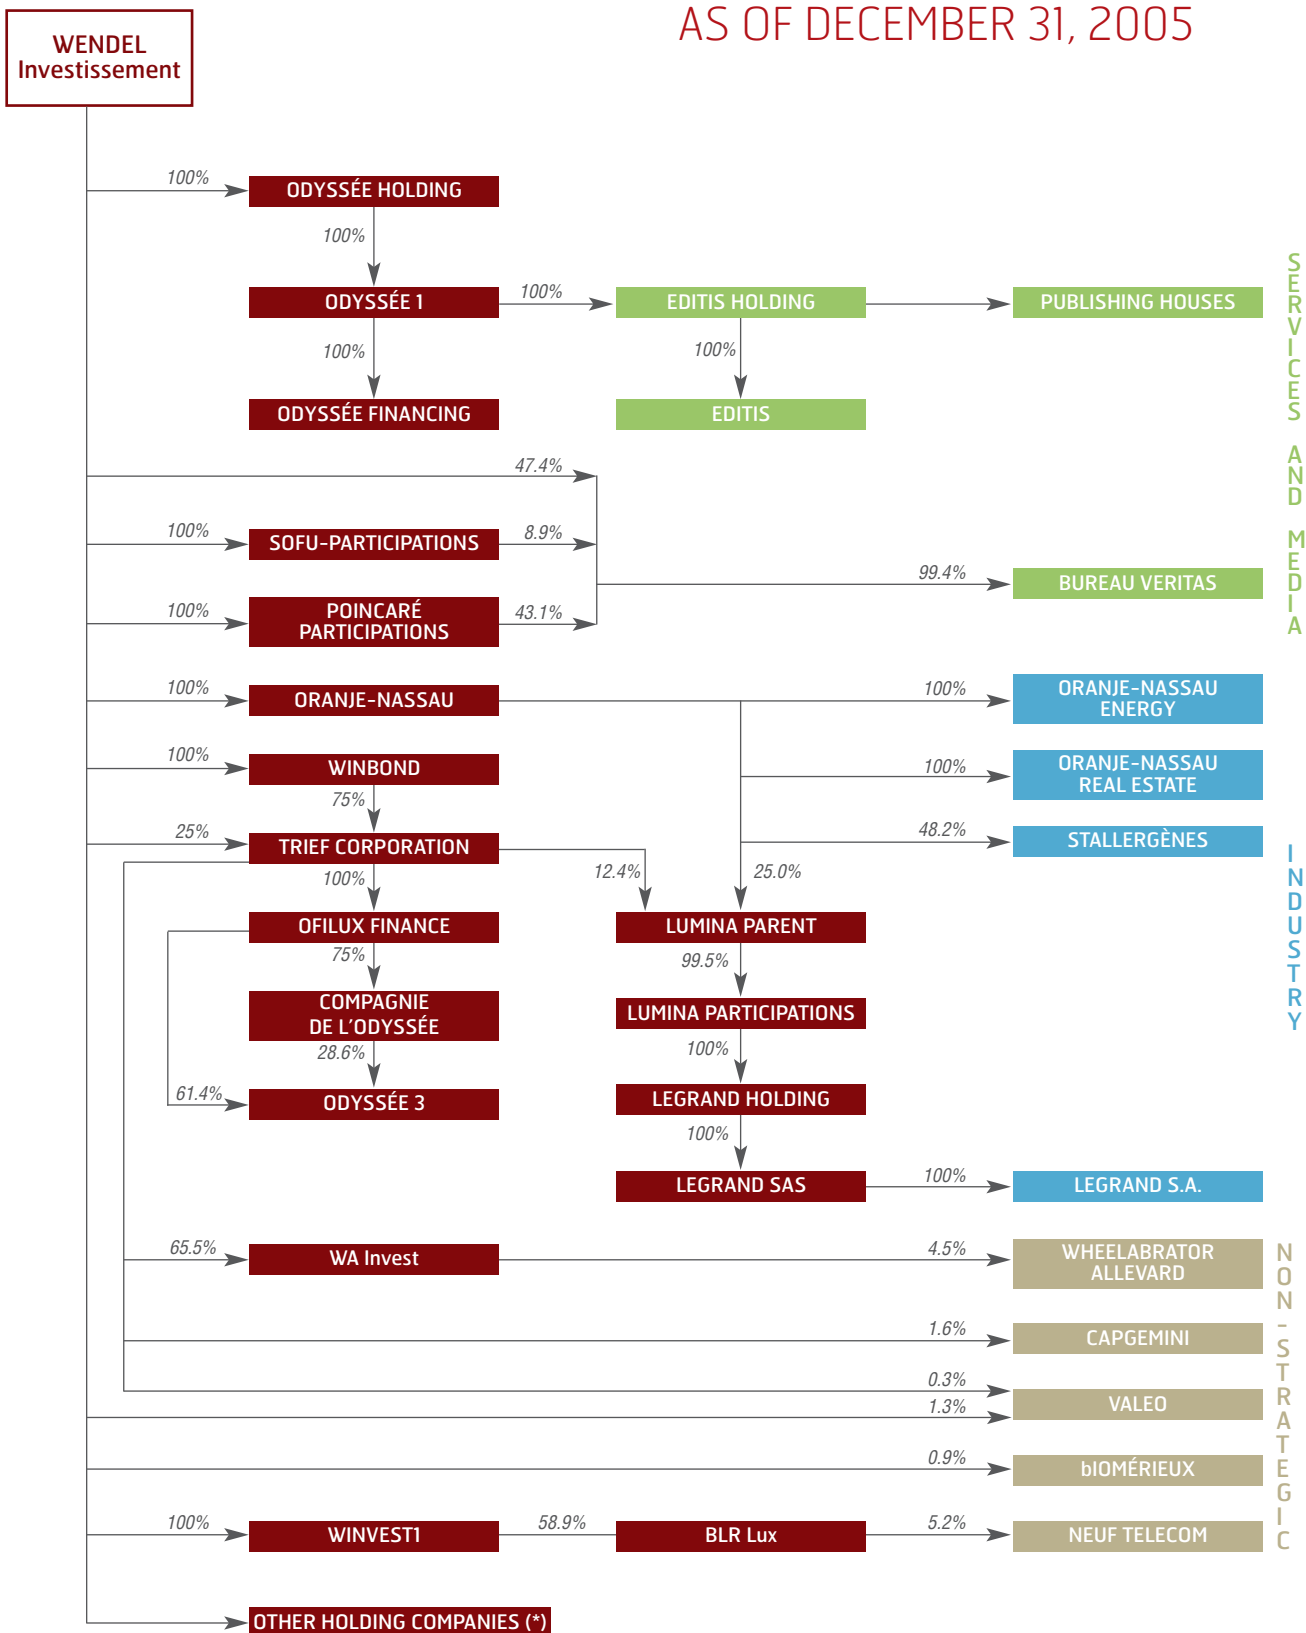 AS OF DECEMBER 31, 2005
WENDEL
Investissement
100%
ODYSSÉE HOLDING
100%
ODYSSÉE 1
100%
EDITIS HOLDING
PUBLISHING HOUSES
100%
100%
ODYSSÉE FINANCING
EDITIS
SERVICES AND MEDIA
47.4%
100%
SOFU-PARTICIPATIONS
8.9%
99.4%
BUREAU VERITAS
100%
POINCARÉ
PARTICIPATIONS
43.1%
100%
ORANJE-NASSAU
100%
ORANJE-NASSAU
ENERGY
100%
WINBOND
100%
ORANJE-NASSAU
REAL ESTATE
75%
25%
TRIEF CORPORATION
48.2%
STALLERGÈNES
100%
12.4%
25.0%
INDUSTRY
OFILUX FINANCE
LUMINA PARENT
75%
99.5%
COMPAGNIE
DE L'ODYSSÉE
LUMINA PARTICIPATIONS
28.6%
100%
61.4%
ODYSSÉE 3
LEGRAND HOLDING
100%
LEGRAND SAS
100%
LEGRAND S.A.
65.5%
WA Invest
4.5%
WHEELABRATOR
ALLEVARD
NON-STRATEGIC
1.6%
CAPGEMINI
0.3%
1.3%
VALEO
0.9%
bIOMÉRIEUX
100%
WINVEST1
58.9%
BLR Lux
5.2%
NEUF TELECOM
OTHER HOLDING COMPANIES (*)